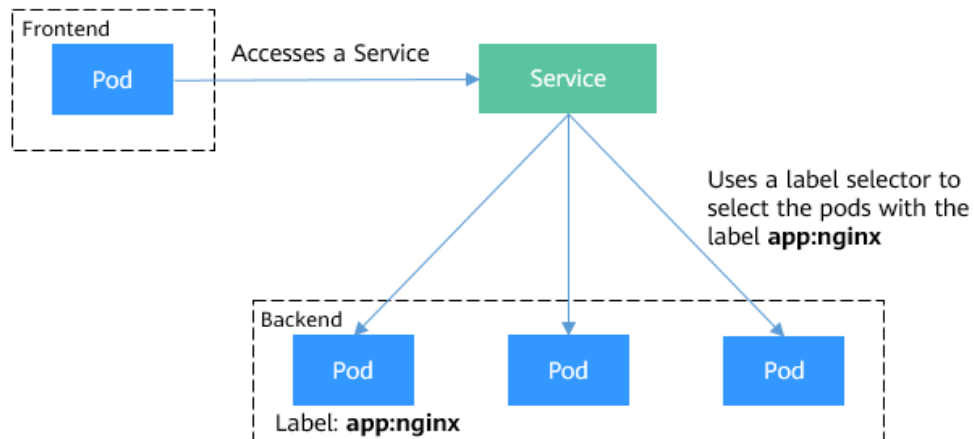 Frontend
Pod
Accesses a Service
Service
Uses a label selector to
select the pods with the
label app:nginx
Backend
Pod
Pod
Pod
Label: app:nginx